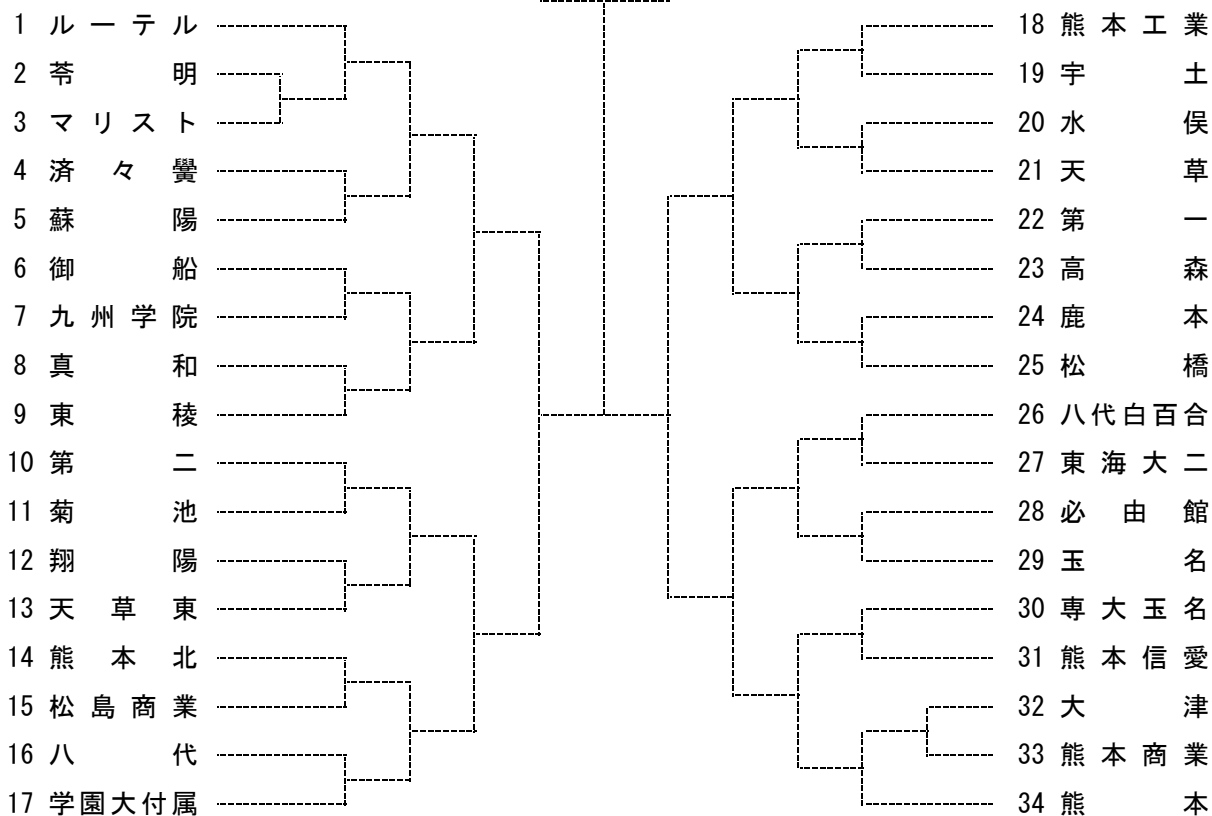 1 ルーテル
2 苓明
3 マリスト
4 済々黌
5 蘇陽
6 御船
7 九州学院
8 真和
9 東稜
10 第二
11 菊池
12 翔陽
13 天草東
14 熊本北
15 松島商業
16 八代
17 学園大付属
18 熊本工業
19 宇土
20 水俣
21 天草
22 第一
23 高森
24 鹿本
25 松橋
26 八代白百合
27 東海大二
28 必由館
29 玉名
30 専大玉名
31 熊本信愛
32 大津
33 熊本商業
34 熊本